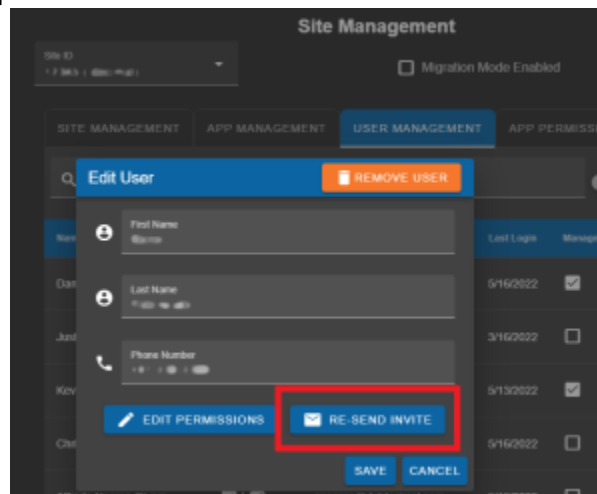 Site Management
Site ID
Migration Mode Enabled
SITE MANAGEMENT APP MANAGEMENT USER MANAGEMENT APP
Edit User REMOVE USER
First Name
Last Login
Last Name
5/16/2022
3/16/2022
Phone Number
5/13/2022
EDIT PERMISSIONS RE-SEND INVITE
5/16/2022
SAVE CANCEL